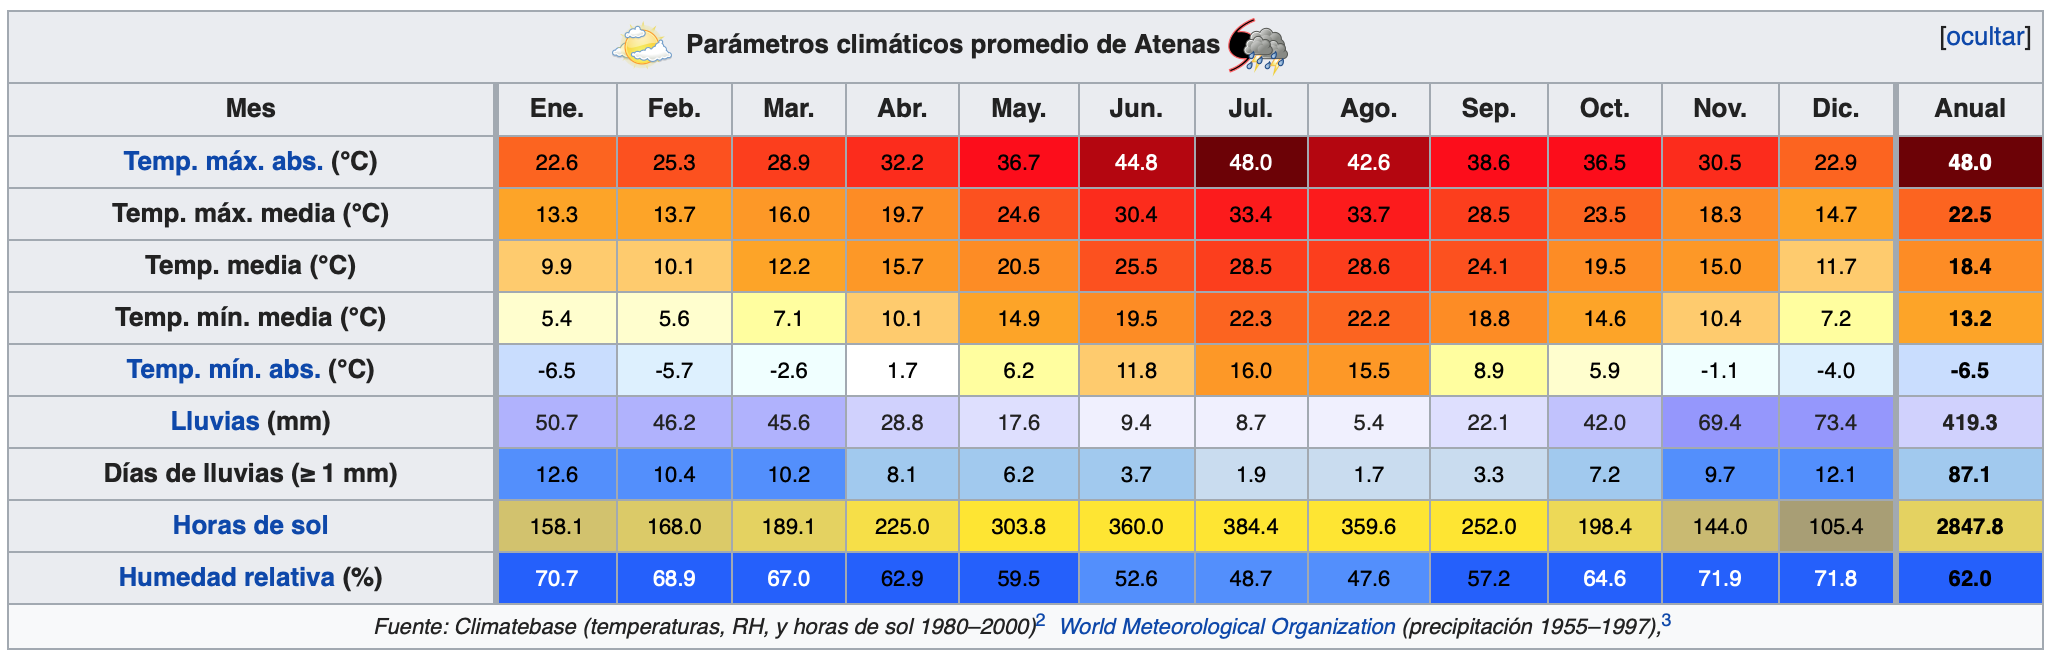 Parámetros climáticos promedio de Atenas [ocultar]
Mes Ene. Feb. Mar. Abr. May. Jun. Jul. Ago. Sep. Oct. Nov. Dic. Anual
Temp. máx. abs. (°C) 22.6 25.3 28.9 32.2 36.7 44.8 48.0 42.6 38.6 36.5 30.5 22.9 48.0
Temp. máx. media (°C) 13.3 13.7 16.0 19.7 24.6 30.4 33.4 33.7 28.5 23.5 18.3 14.7 22.5
Temp. media (°C) 9.9 10.1 12.2 15.7 20.5 25.5 28.5 28.6 24.1 19.5 15.0 11.7 18.4
Temp. mín. media (°C) 5.4 5.6 7.1 10.1 14.9 19.5 22.3 22.2 18.8 14.6 10.4 7.2 13.2
Temp. mín. abs. (°C) -6.5 -5.7 -2.6 1.7 6.2 11.8 16.0 15.5 8.9 5.9 -1.1 -4.0 -6.5
Lluvias (mm) 50.7 46.2 45.6 28.8 17.6 9.4 8.7 5.4 22.1 42.0 69.4 73.4 419.3
Días de lluvias (≥ 1 mm) 12.6 10.4 10.2 8.1 6.2 3.7 1.9 1.7 3.3 7.2 9.7 12.1 87.1
Horas de sol 158.1 168.0 189.1 225.0 303.8 360.0 384.4 359.6 252.0 198.4 144.0 105.4 2847.8
Humedad relativa (%) 70.7 68.9 67.0 62.9 59.5 52.6 48.7 47.6 57.2 64.6 71.9 71.8 62.0
Fuente: Climatebase (temperaturas, RH, y horas de sol 1980–2000)2 World Meteorological Organization (precipitación 1955–1997),3